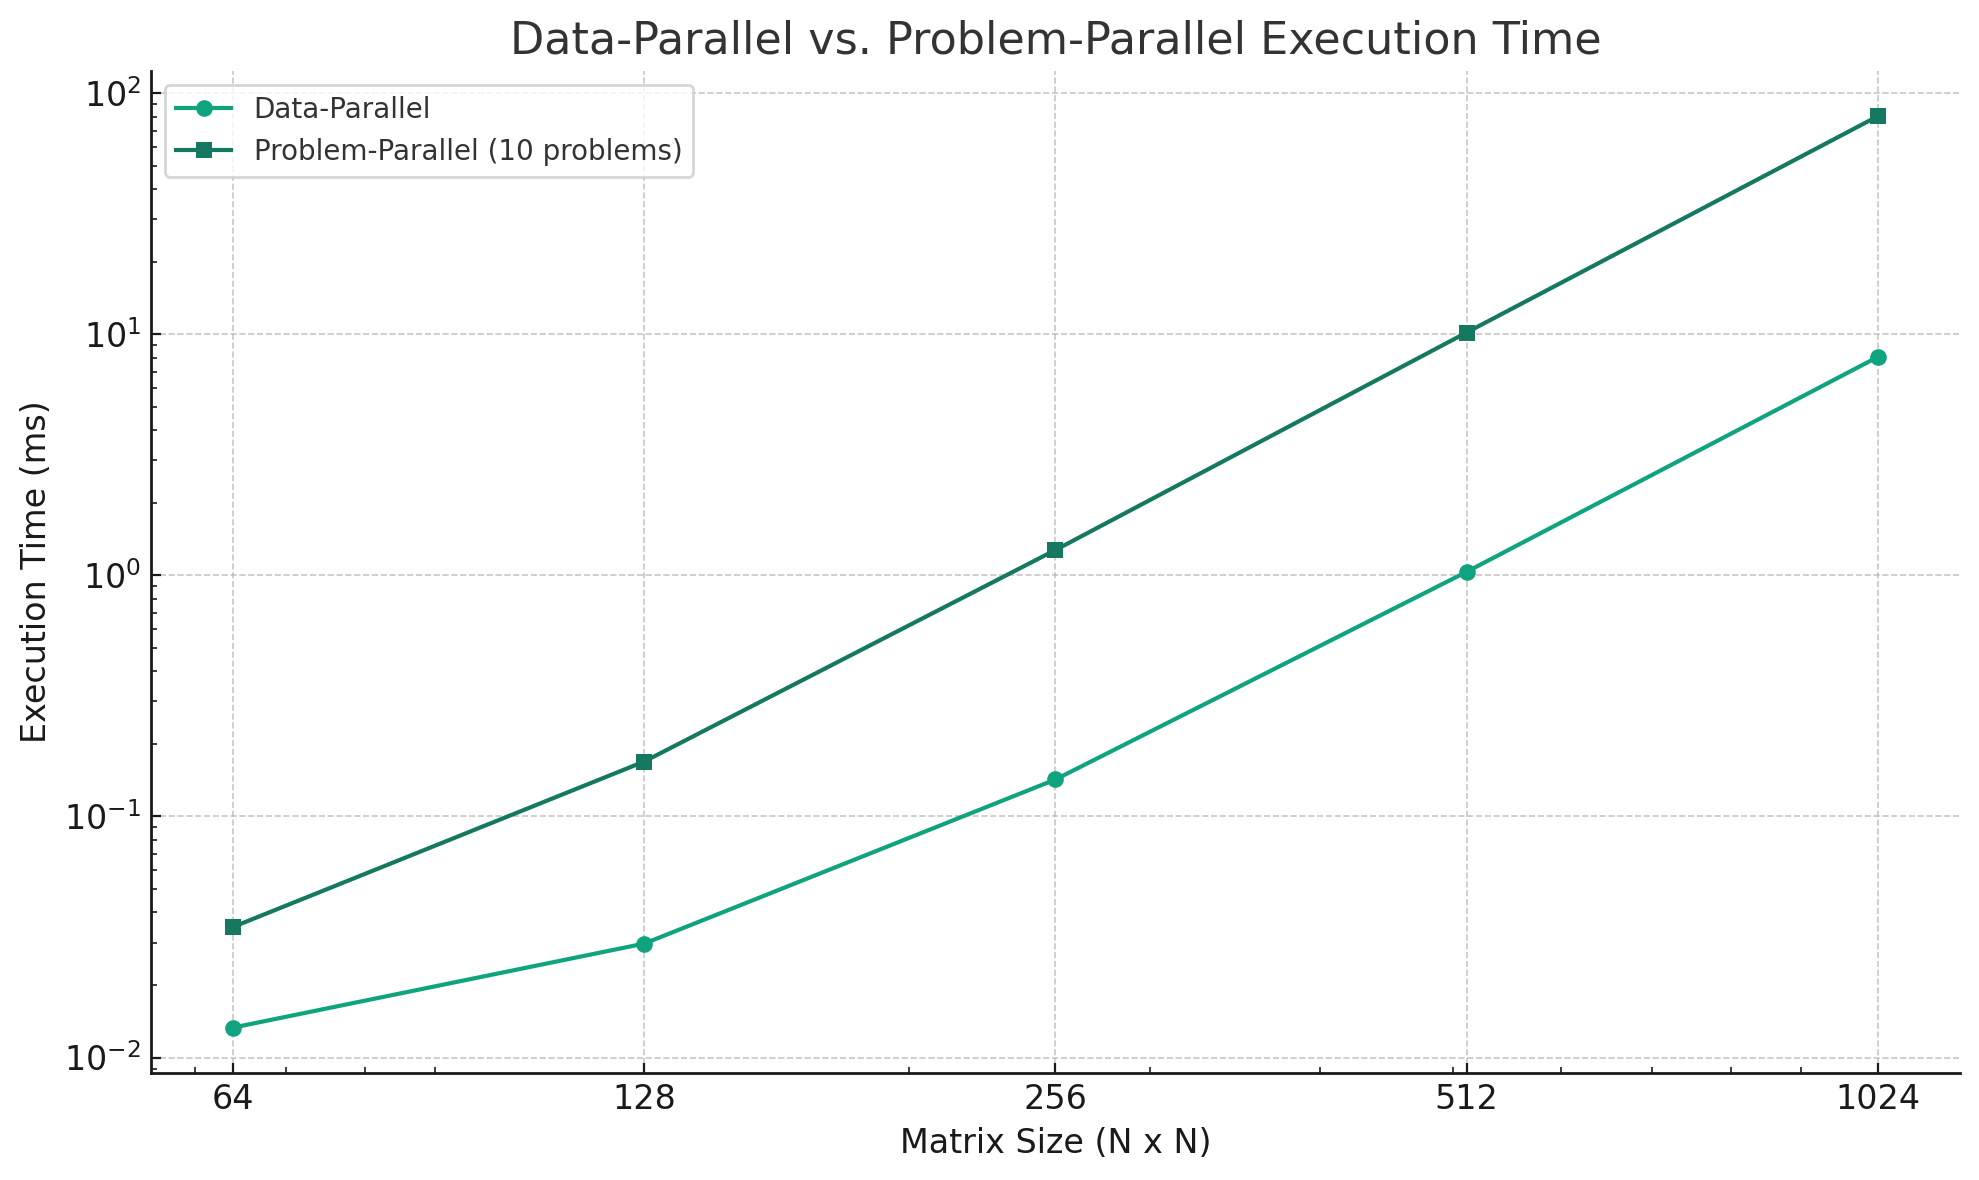 Data-Parallel vs. Problem-Parallel Execution Time
Data-Parallel
Problem-Parallel (10 problems)
Execution Time (ms)
10²
10¹
10⁰
10⁻¹
10⁻²
64 128 256 512 1024
Matrix Size (N x N)